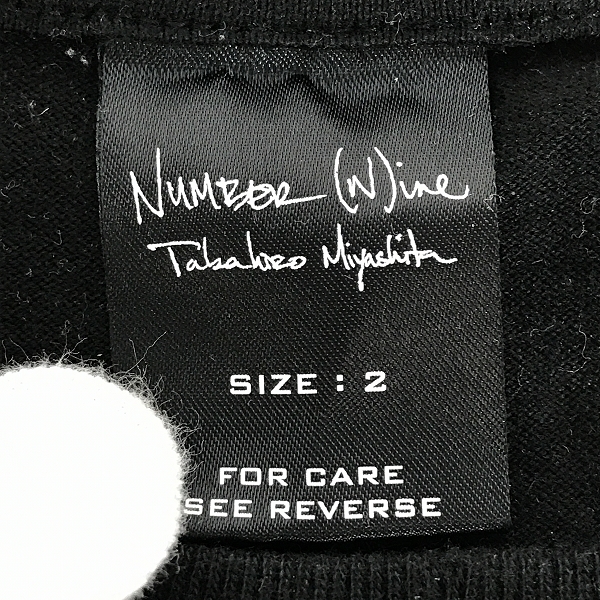 NUMBER (N)ine
Takahiro Miyashita
SIZE : 2
FOR CARE
SEE REVERSE